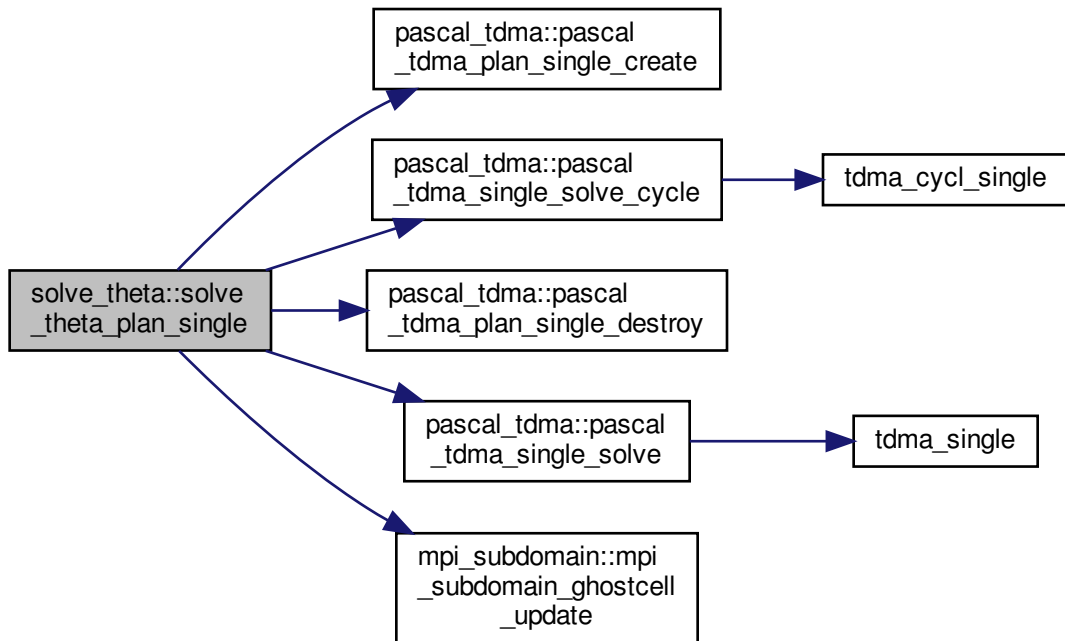 pascal_tdma::pascal
_tdma_plan_single_create
pascal_tdma::pascal
_tdma_single_solve_cycle
tdma_cycl_single
solve_theta::solve
_theta_plan_single
pascal_tdma::pascal
_tdma_plan_single_destroy
pascal_tdma::pascal
_tdma_single_solve
tdma_single
mpi_subdomain::mpi
_subdomain_ghostcell
_update